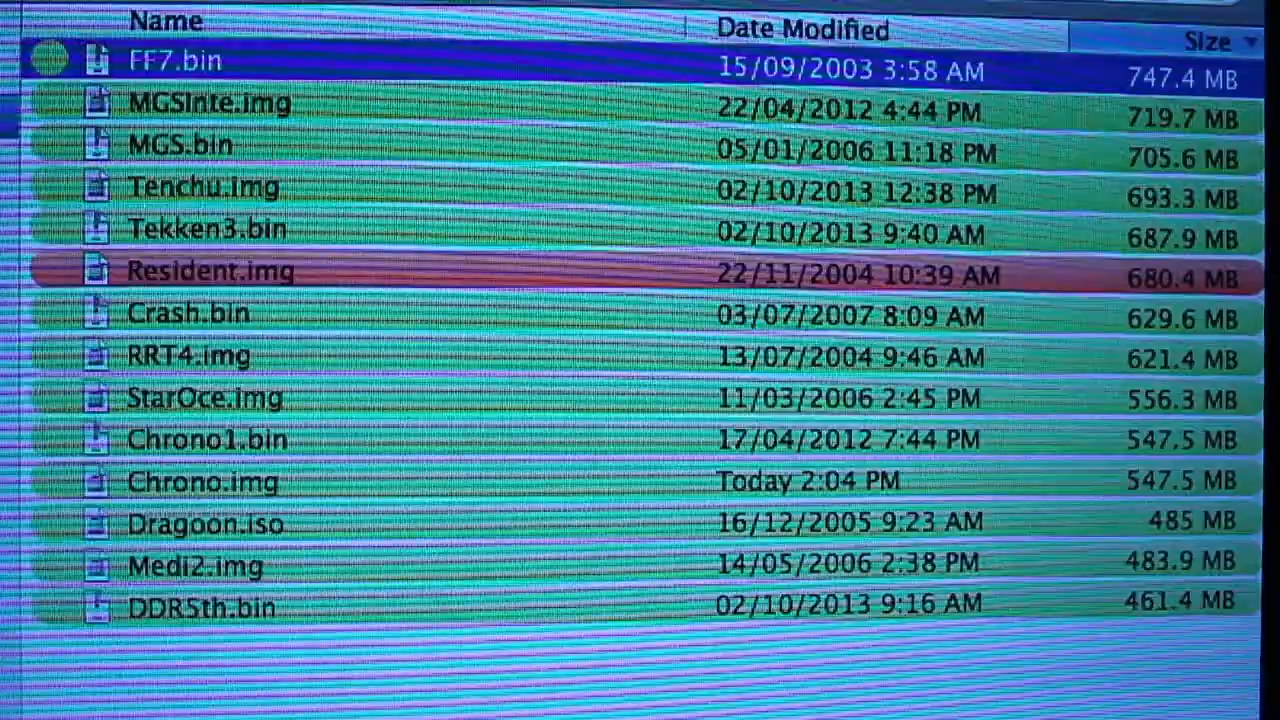 Name Date Modified Size
FF7.bin 15/09/2003 3:58 AM 747.4 MB
MGSInte.img 22/04/2012 4:44 PM 719.7 MB
MGS.bin 05/01/2006 11:18 PM 705.6 MB
Tenchu.img 02/10/2013 12:38 PM 693.3 MB
Tekken3.bin 02/10/2013 9:40 AM 687.9 MB
Resident.img 22/11/2004 10:39 AM 680.4 MB
Crash.bin 03/07/2007 8:09 AM 629.6 MB
RRT4.img 13/07/2004 9:46 AM 621.4 MB
StarOce.img 11/03/2006 2:45 PM 556.3 MB
Chrono1.bin 17/04/2012 7:44 PM 547.5 MB
Chrono.img Today 2:04 PM 547.5 MB
Dragoon.iso 16/12/2005 9:23 AM 485 MB
Medi2.img 14/05/2006 2:38 PM 483.9 MB
DDR5th.bin 02/10/2013 9:16 AM 461.4 MB